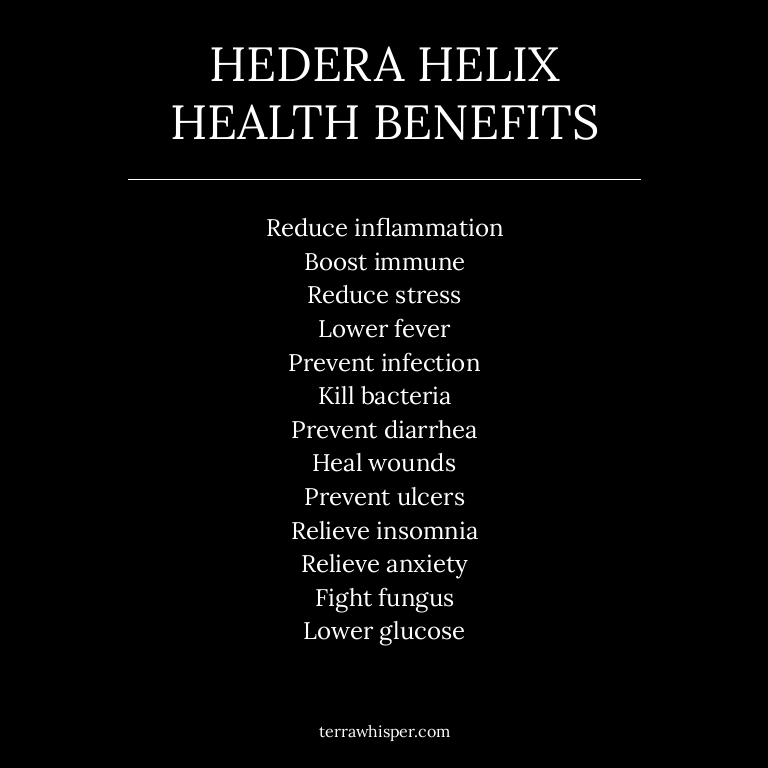 HEDERA HELIX
HEALTH BENEFITS
Reduce inflammation
Boost immune
Reduce stress
Lower fever
Prevent infection
Kill bacteria
Prevent diarrhea
Heal wounds
Prevent ulcers
Relieve insomnia
Relieve anxiety
Fight fungus
Lower glucose
terrawhisper.com